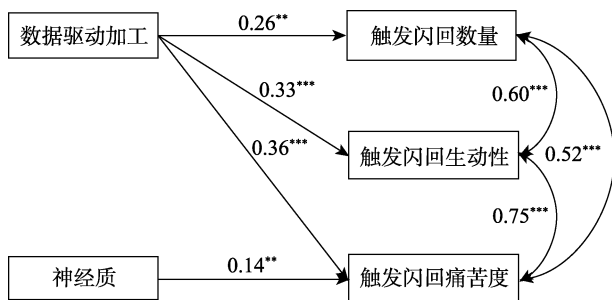 数据驱动加工
0.26**
触发闪回数量
0.33***
0.60***
0.36***
触发闪回生动性
0.52***
0.75***
神经质
0.14**
触发闪回痛苦度